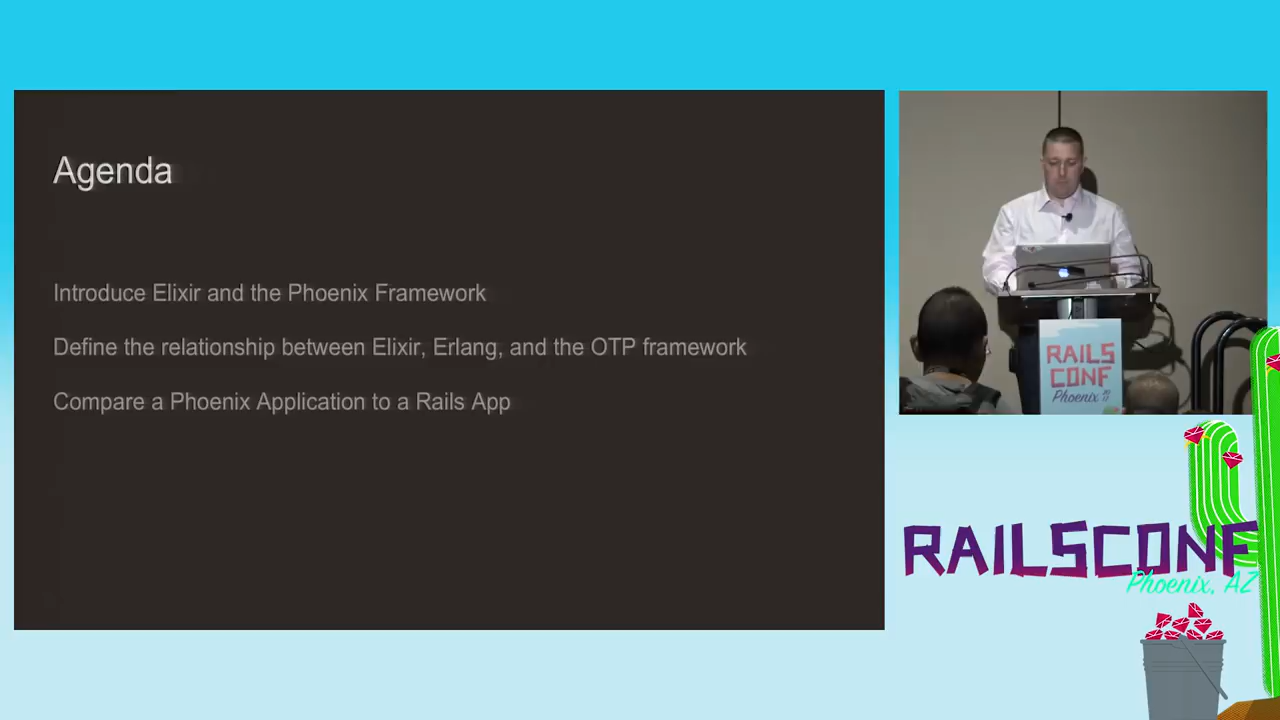 Agenda
Introduce Elixir and the Phoenix Framework
Define the relationship between Elixir, Erlang, and the OTP framework
Compare a Phoenix Application to a Rails App
RAILS
CONF
Phoenix
RAILSCONF
Phoenix, AZ